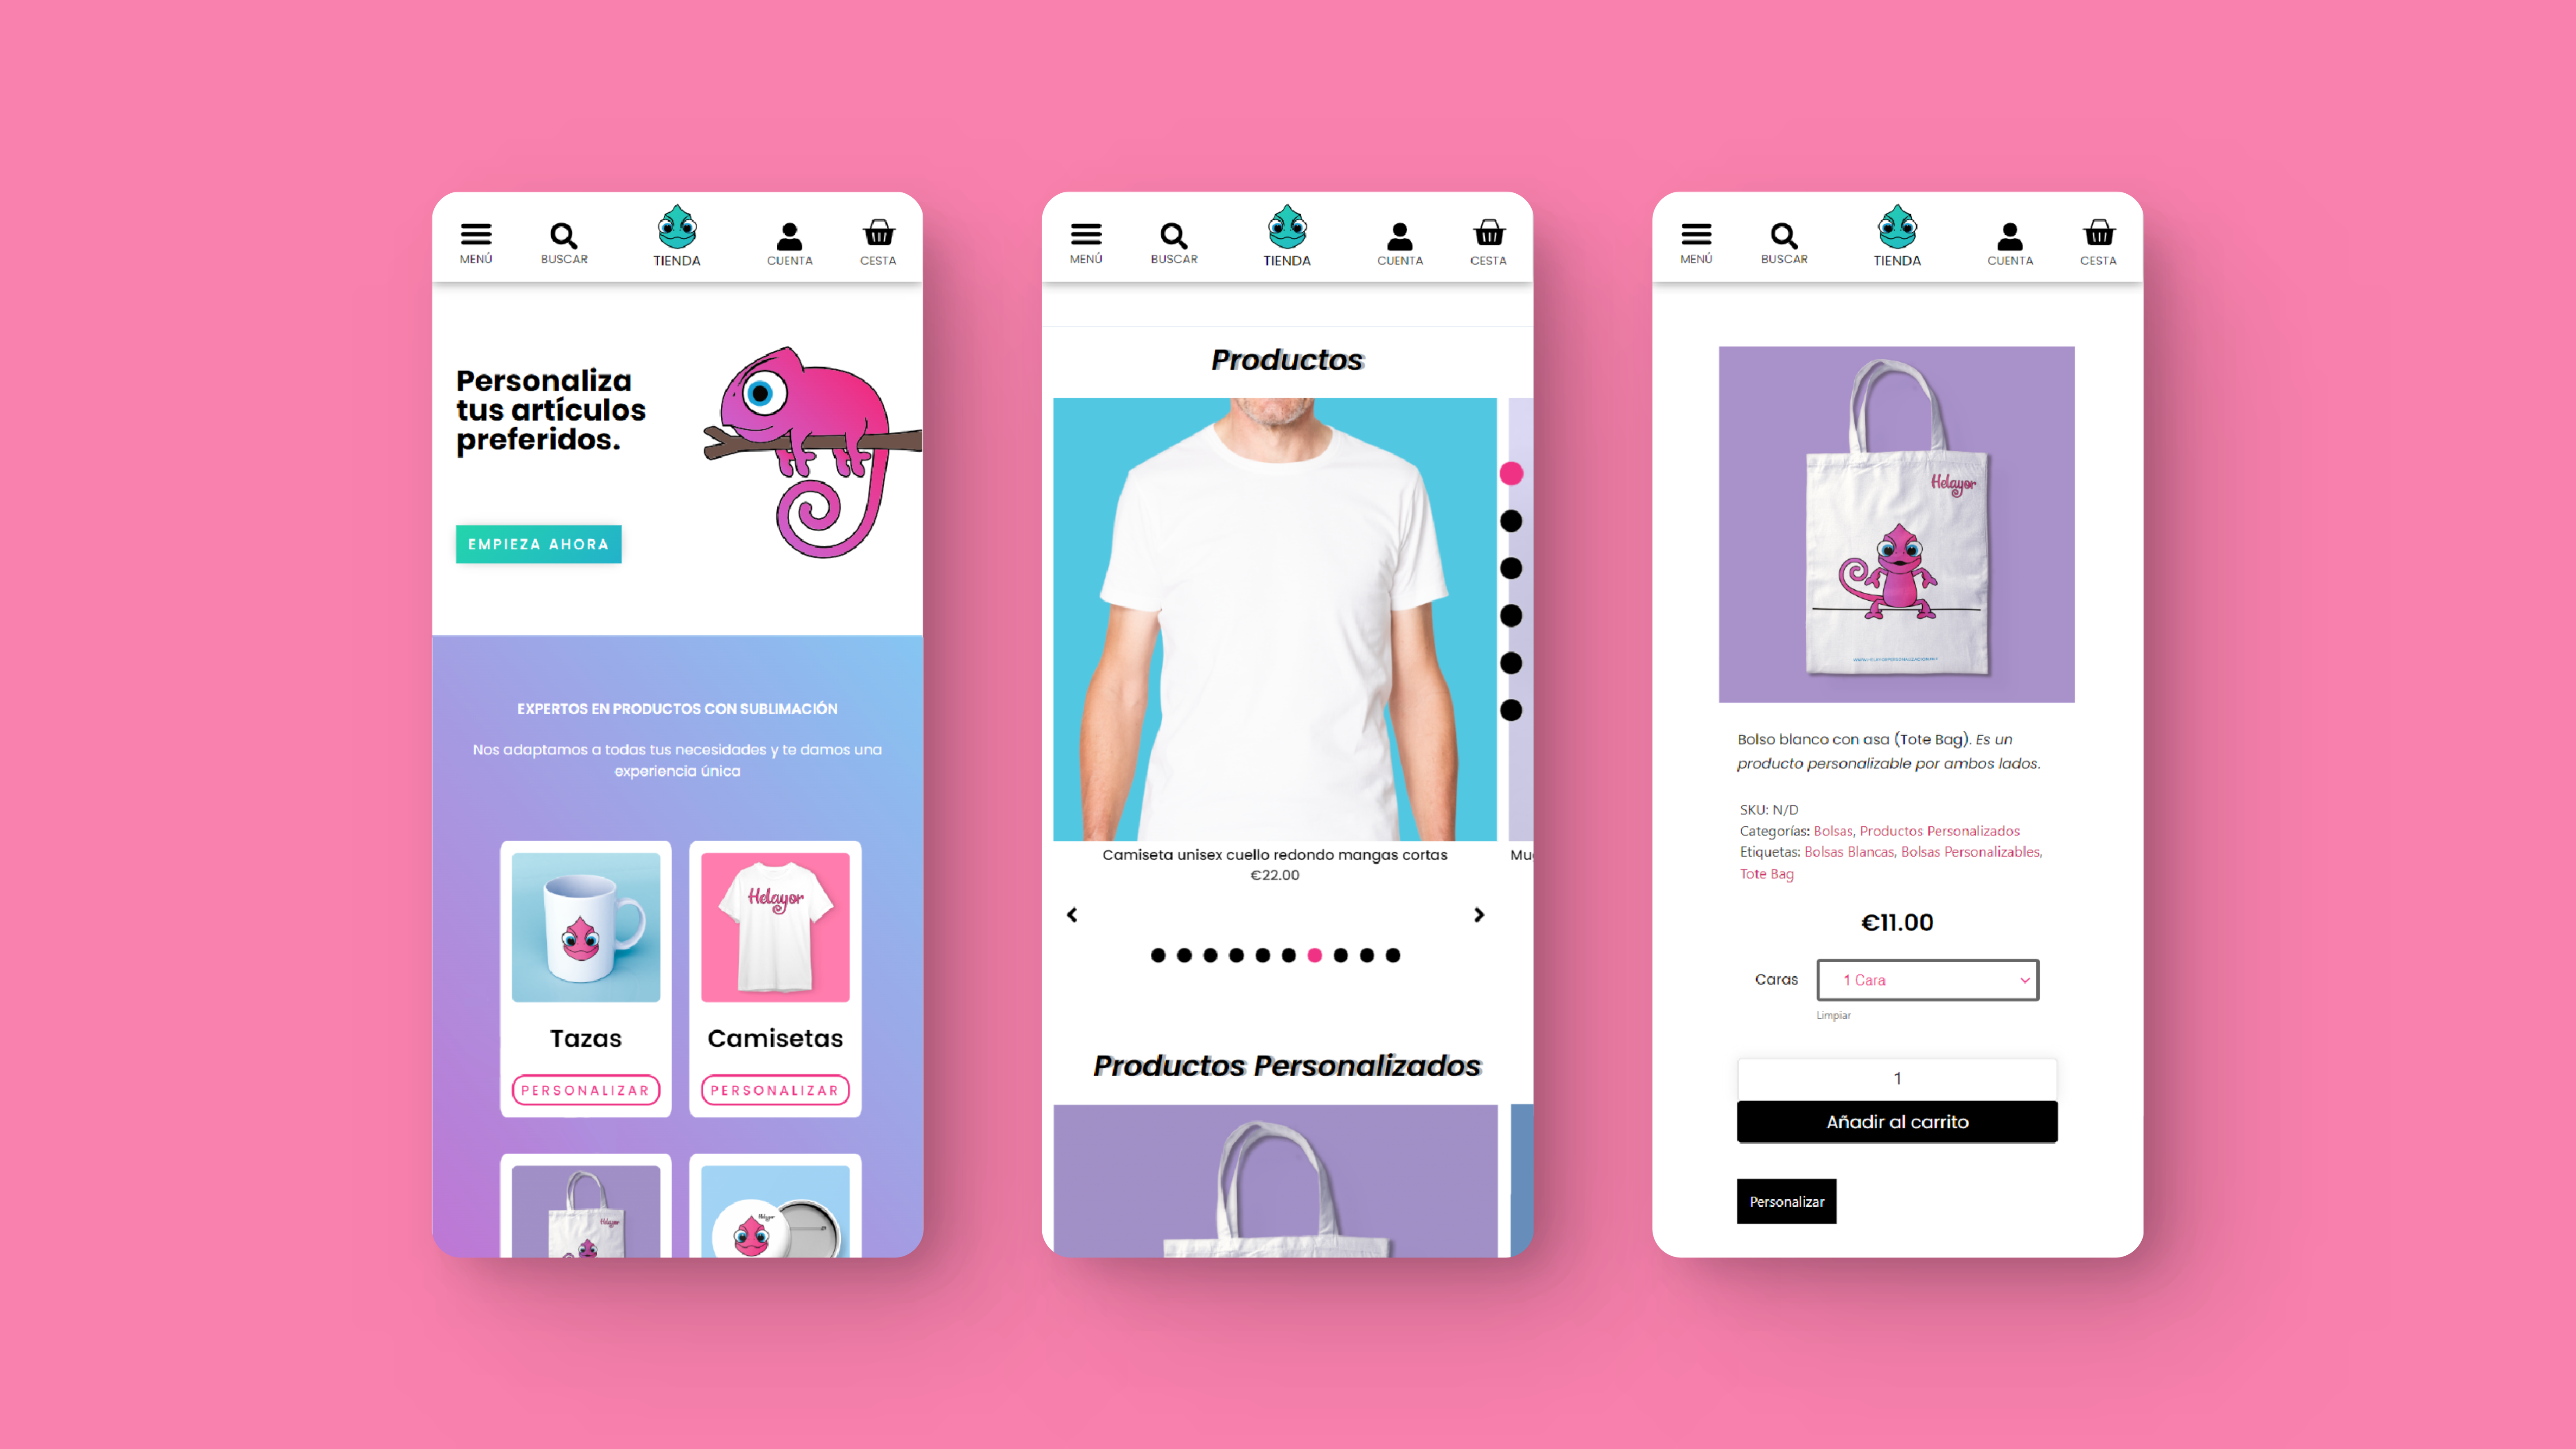 MENÚ
BUSCAR
TIENDA
CUENTA
CESTA
Personaliza
tus artículos
preferidos.
EMPIEZA AHORA
EXPERTOS EN PRODUCTOS CON SUBLIMACIÓN
Nos adaptamos a todas tus necesidades y te damos una
experiencia única
Helayor
Tazas
Camisetas
PERSONALIZAR
PERSONALIZAR
Helayor
Helayor
MENÚ
BUSCAR
TIENDA
CUENTA
CESTA
Productos
Camiseta unisex cuello redondo mangas cortas
€22.00
Productos Personalizados
MENÚ
BUSCAR
TIENDA
CUENTA
CESTA
Helayor
Bolso blanco con asa (Tote Bag). Es un
producto personalizable por ambos lados.
SKU: N/D
Categorías: Bolsas, Productos Personalizados
Etiquetas: Bolsas Blancas, Bolsas Personalizables,
Tote Bag
€11.00
Caras
1 Cara
Limpiar
1
Añadir al carrito
Personalizar